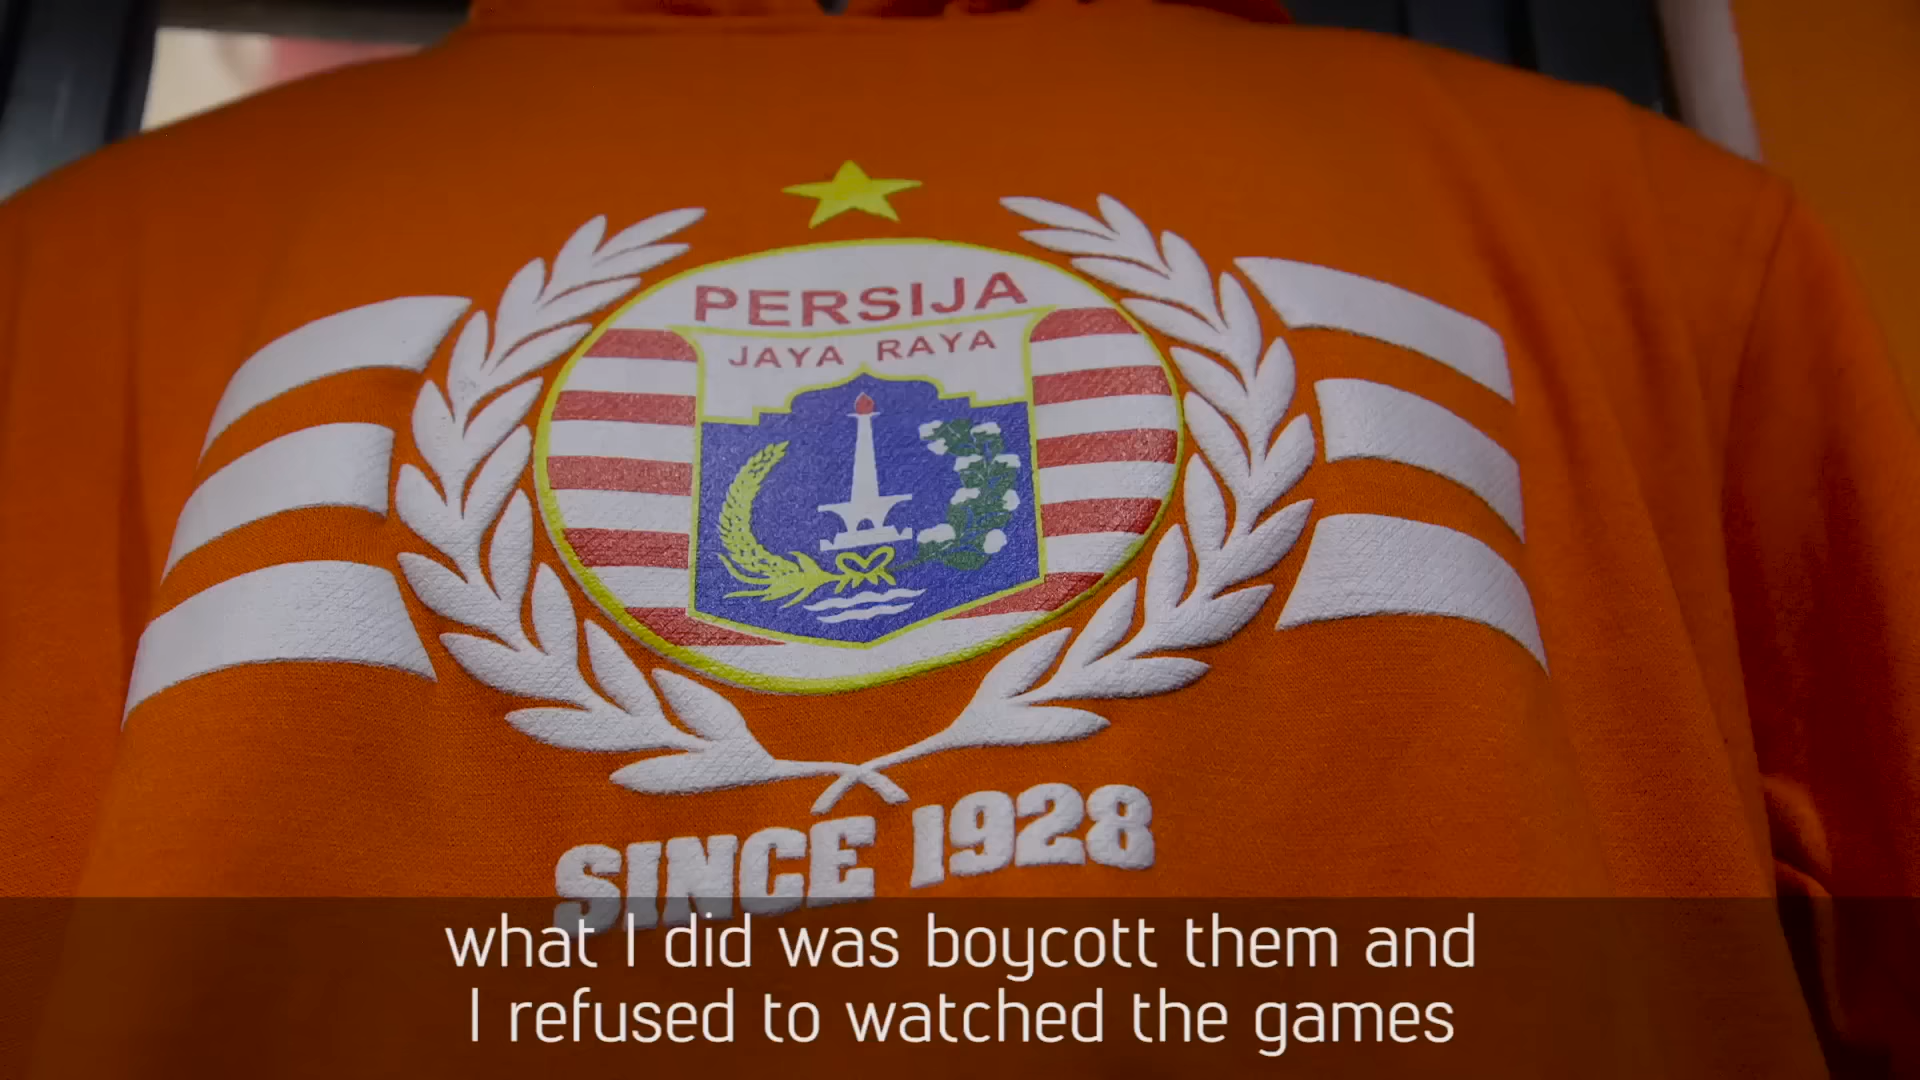 PERSIJA
JAYA RAYA
SINCE 1928
what I did was boycott them and
I refused to watched the games